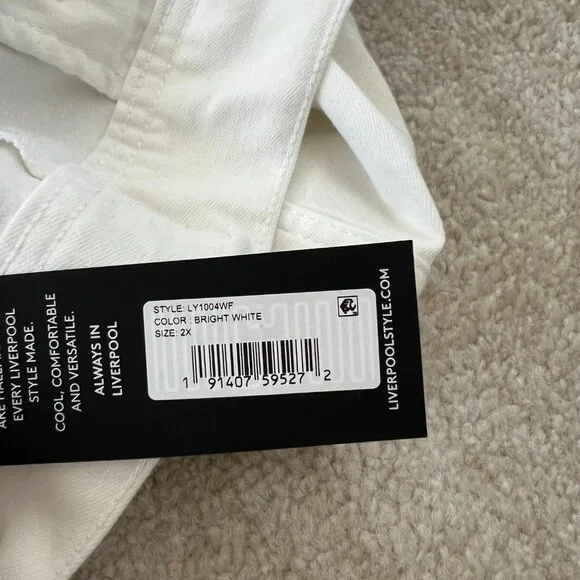 EVERY LIVERPOOL
STYLE MADE.
COOL, COMFORTABLE
AND VERSATILE.
ALWAYS IN
LIVERPOOL
STYLE: LY1004WF
COLOR : BRIGHT WHITE
SIZE: 2X
1 91407 59527 2
LIVERPOOLSTYLE.COM